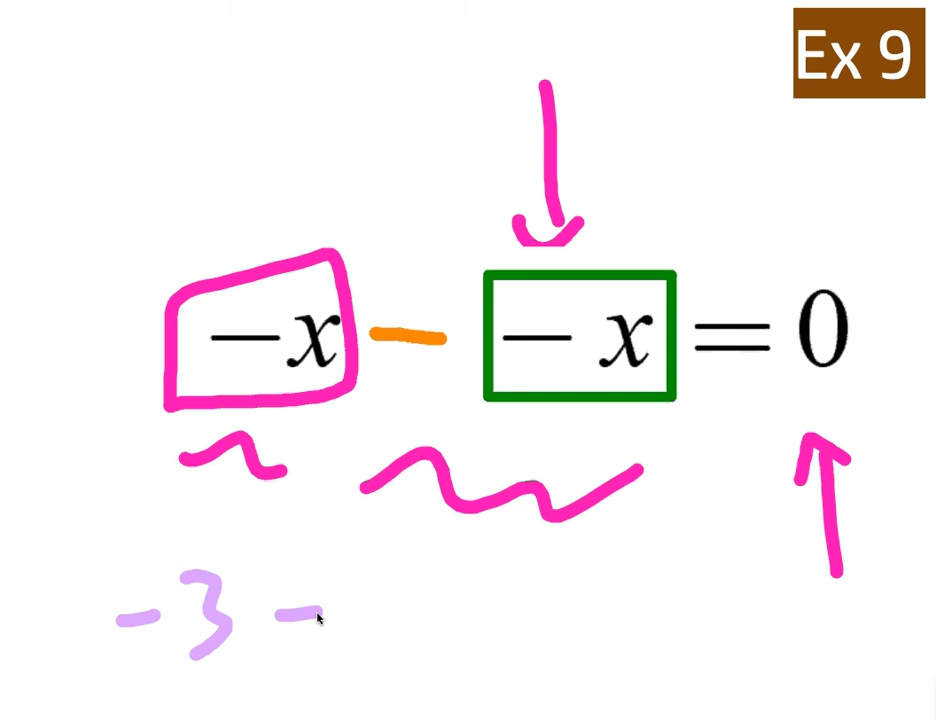 Ex 9
−x − − x = 0
- 3 -